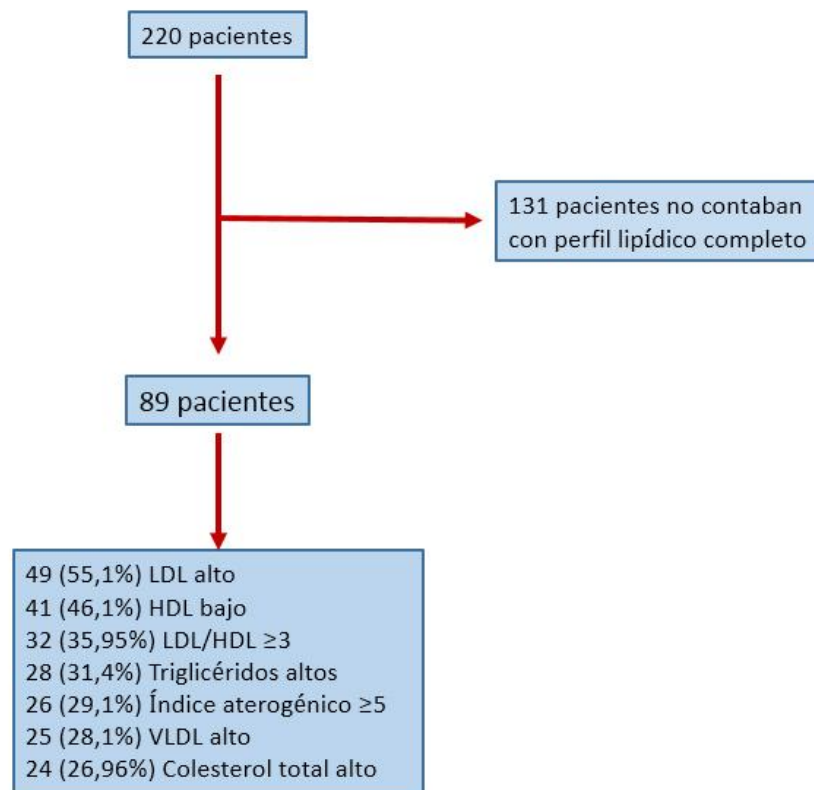 220 pacientes
131 pacientes no contaban
con perfil lipídico completo
89 pacientes
49 (55,1%) LDL alto
41 (46,1%) HDL bajo
32 (35,95%) LDL/HDL ≥3
28 (31,4%) Triglicéridos altos
26 (29,1%) Índice aterogénico ≥5
25 (28,1%) VLDL alto
24 (26,96%) Colesterol total alto